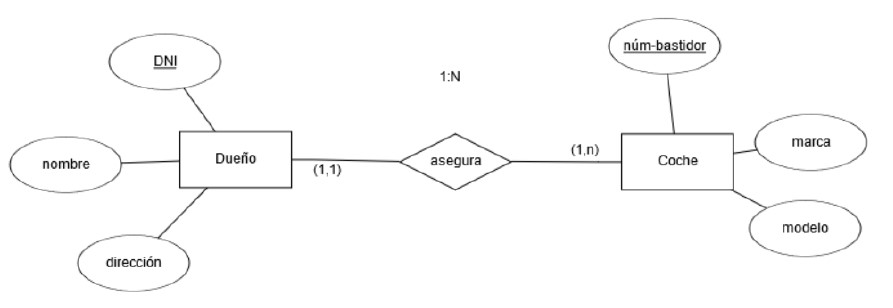 DNI
núm-bastidor
1:N
nombre
Dueño
(1,1)
asegura
(1,n)
Coche
marca
modelo
dirección